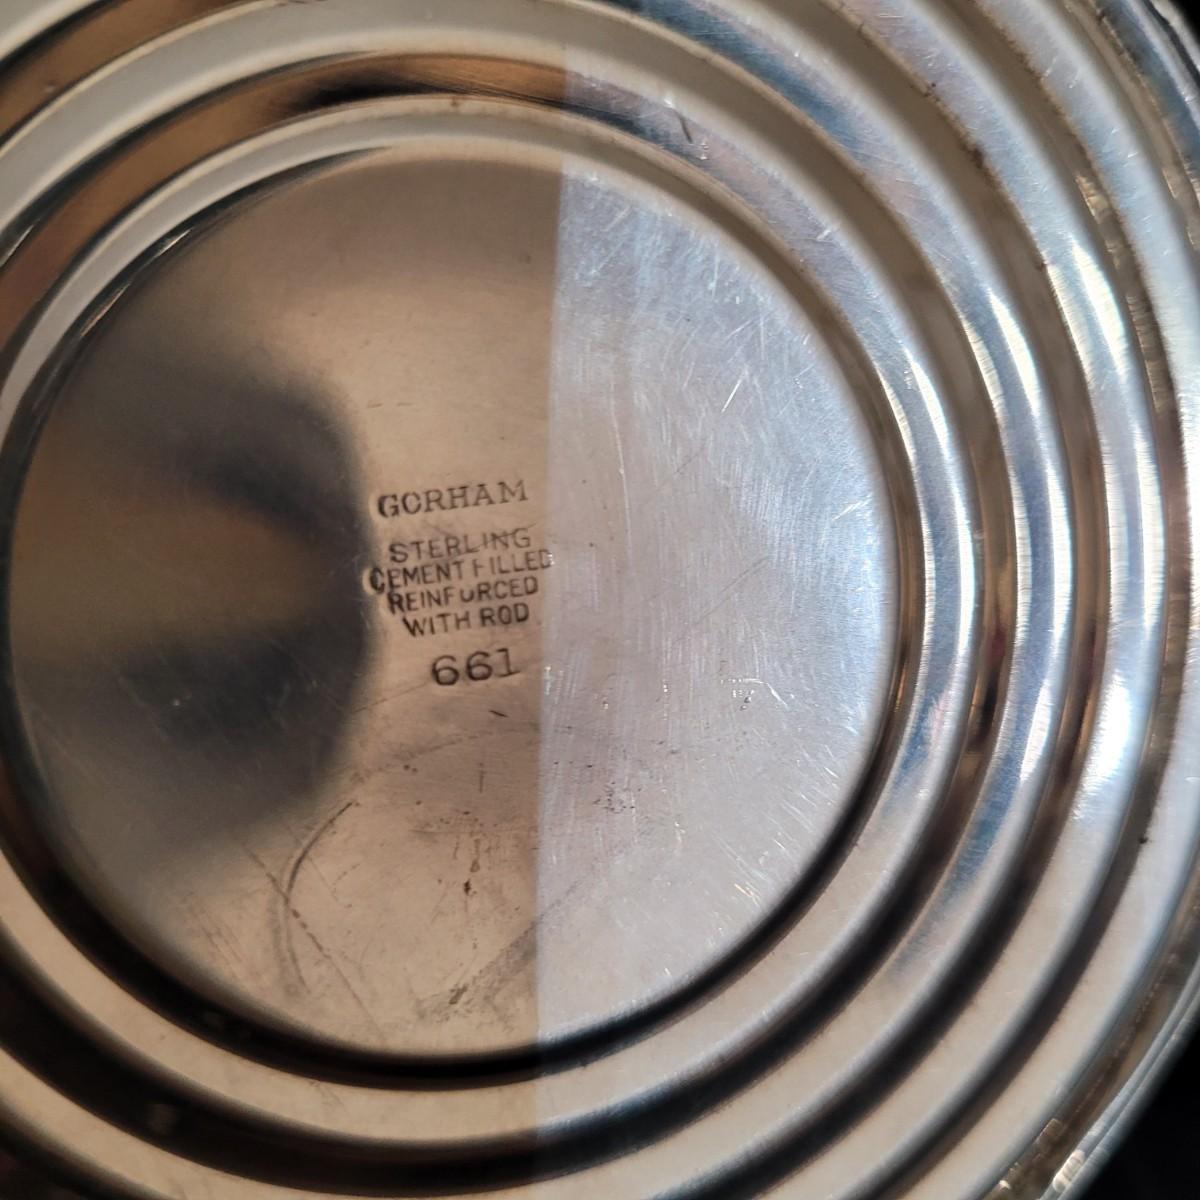 GORHAM
STERLING
CEMENT FILLED
REINFORCED
WITH ROD
661